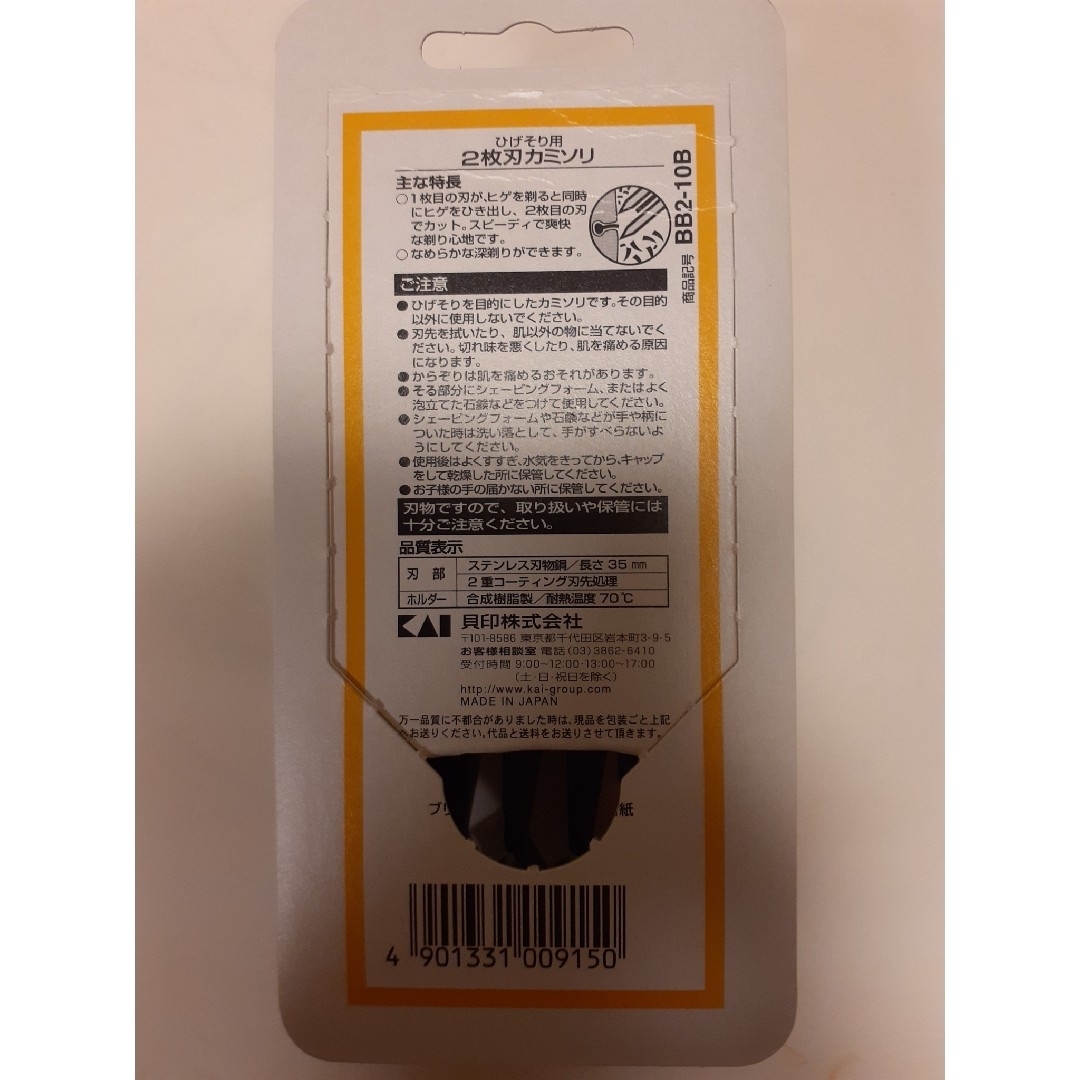 ひげそり用
2枚刃カミソリ
商品記号 BB2-10B
主な特長
○1枚目の刃が、ヒゲを剃ると同時
にヒゲをひき出し、2枚目の刃
でカット。スピーディで爽快
な剃り心地です。
○なめらかな深剃りができます。
ご注意
●ひげそりを目的にしたカミソリです。その目的
以外に使用しないでください。
●刃先を拭いたり、肌以外の物に当てないでく
ださい。切れ味を悪くしたり、肌を痛める原因
になります。
●からぞりは肌を痛めるおそれがあります。
●そる部分にシェービングフォーム、またはよく
泡立てた石鹸などをつけて使用してください。
●シェービングフォームや石鹸などが手や柄に
ついた時は洗い落として、手がすべらないよ
うにしてください。
●使用後はよくすすぎ、水気をきってから、キャップ
をして乾燥した所に保管してください。
●お子様の手の届かない所に保管してください。
刃物ですので、取り扱いや保管には
十分ご注意ください。
品質表示
刃部 ステンレス刃物鋼/長さ35mm
2重コーティング刃先処理
ホルダー 合成樹脂製/耐熱温度70℃
KAI 貝印株式会社
〒101-8586 東京都千代田区岩本町3-9-5
お客様相談室 電話(03)3862-6410
受付時間 9:00~12:00・13:00~17:00
(土・日・祝日を除く)
http://www.kai-group.com
MADE IN JAPAN
万一品質に不都合がありました時は、現品を包装ごと上記
へお送りください。代品と送料をお送りさせて頂きます。
紙
4 901331 009150